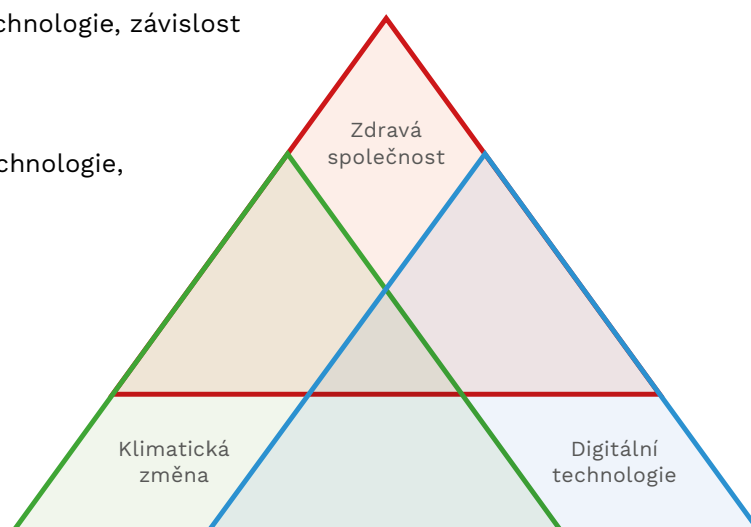 chnologie, závislost
chnologie,
Zdravá
společnost
Klimatická
změna
Digitální
technologie